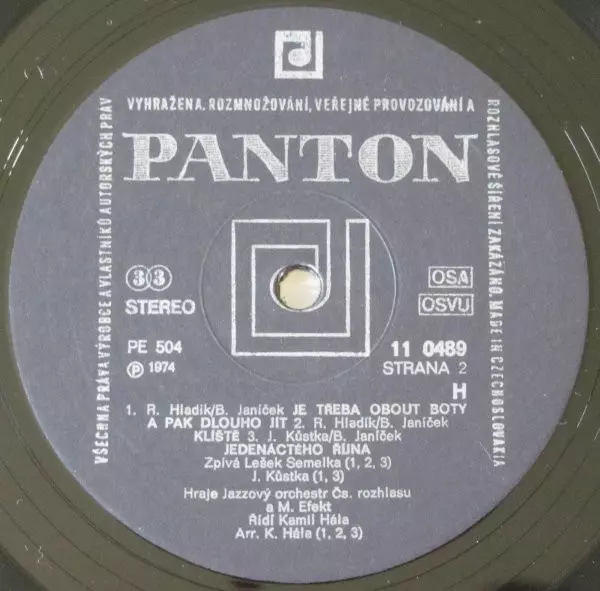 VYHRAŽENA. ROZMNOŽOVÁNÍ, VEŘEJNÉ PROVOZOVÁNÍ A
ROZHLASOVÉ ŠÍŘENÍ ZAKÁZÁNO. MADE IN CZECHOSLOVAKIA
VŠECHNA PRÁVA VÝROBCE A VLASTNÍKŮ AUTORSKÝCH PRÁV
PANTON
33
STEREO
OSA
OSVU
PE 504
11 0489
Ⓟ 1974
STRANA 2
H
1. R. Hladík/B. Janíček JE TŘEBA OBOUT BOTY
A PAK DLOUHO JÍT 2. R. Hladík/B. Janíček
KLIŠTĚ 3. J. Kůstka/B. Janíček
JEDENÁCTÉHO ŘÍJNA
Zpívá Lešek Semelka (1, 2, 3)
J. Kůstka (1, 3)
Hraje Jazzový orchestr Čs. rozhlasu
a M. Efekt
Řídí Kamil Hála
Arr. K. Hála (1, 2, 3)